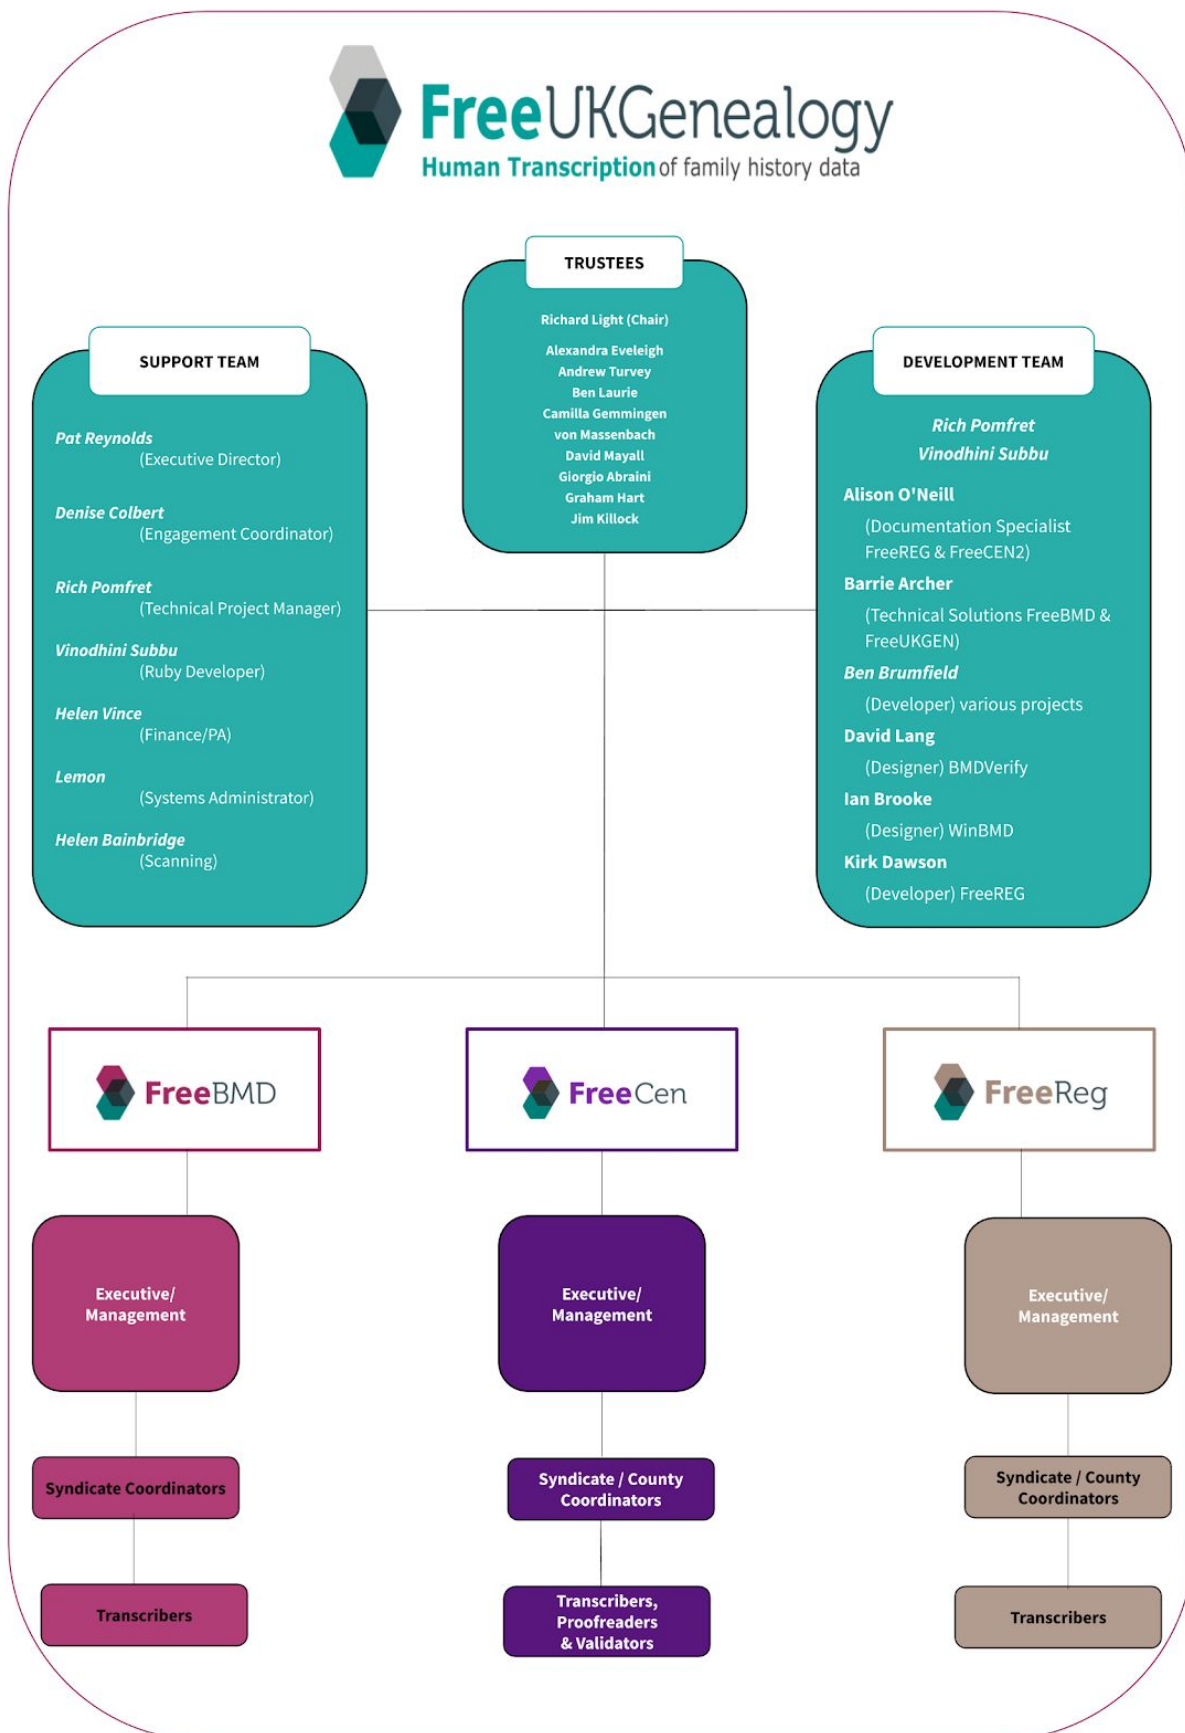 FreeUKGenealogy
Human Transcription of family history data
TRUSTEES
Richard Light (Chair)
Alexandra Eveleigh
Andrew Turvey
Ben Laurie
Camilla Gemmingen
von Massenbach
David Mayall
Giorgio Abraini
Graham Hart
Jim Killock
SUPPORT TEAM
Pat Reynolds
(Executive Director)
Denise Colbert
(Engagement Coordinator)
Rich Pomfret
(Technical Project Manager)
Vinodhini Subbu
(Ruby Developer)
Helen Vince
(Finance/PA)
Lemon
(Systems Administrator)
Helen Bainbridge
(Scanning)
DEVELOPMENT TEAM
Rich Pomfret
Vinodhini Subbu
Alison O'Neill
(Documentation Specialist
FreeREG & FreeCEN2)
Barrie Archer
(Technical Solutions FreeBMD &
FreeUKGEN)
Ben Brumfield
(Developer) various projects
David Lang
(Designer) BMDVerify
Ian Brooke
(Designer) WinBMD
Kirk Dawson
(Developer) FreeREG
FreeBMD
Executive/
Management
Syndicate Coordinators
Transcribers
FreeCen
Executive/
Management
Syndicate / County
Coordinators
Transcribers,
Proofreaders
& Validators
FreeReg
Executive/
Management
Syndicate / County
Coordinators
Transcribers